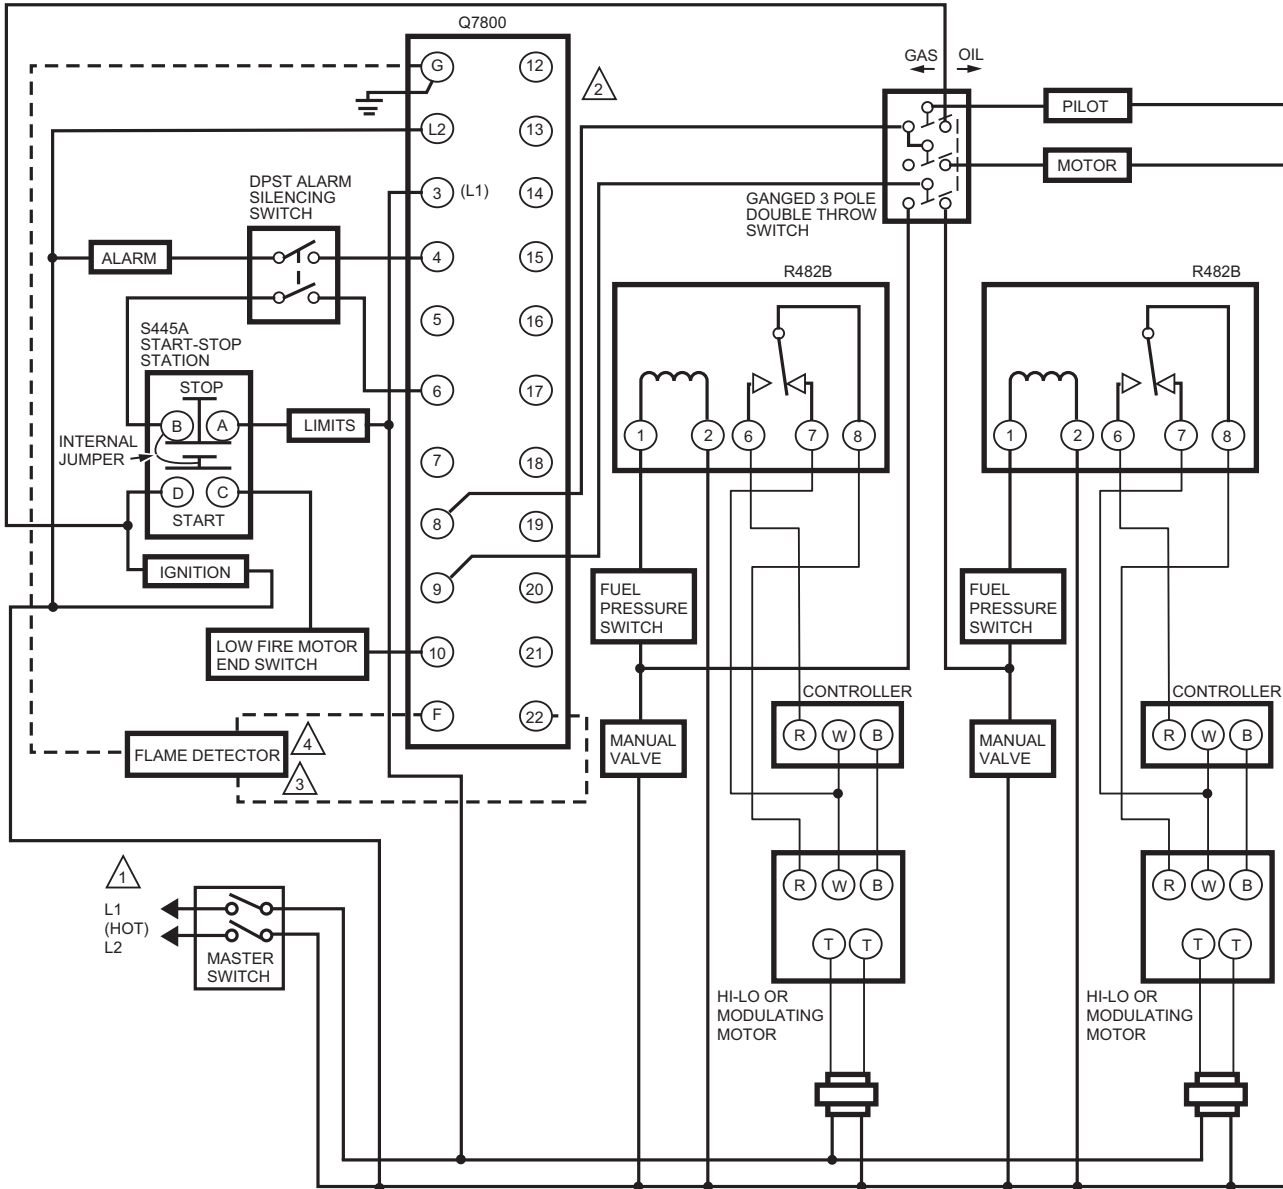 Q7800
GAS OIL
G 12
2
L2 13
PILOT
DPST ALARM
SILENCING
SWITCH
3 (L1) 14
MOTOR
GANGED 3 POLE
DOUBLE THROW
SWITCH
ALARM
4 15
R482B
R482B
5 16
S445A
START-STOP
STATION
STOP
6 17
B A
LIMITS
INTERNAL
JUMPER
1 2 6 7 8
1 2 6 7 8
7 18
D C
START
8 19
IGNITION
9 20
FUEL
PRESSURE
SWITCH
FUEL
PRESSURE
SWITCH
LOW FIRE MOTOR
END SWITCH
10 21
CONTROLLER
CONTROLLER
F 22
R W B
R W B
MANUAL
VALVE
MANUAL
VALVE
FLAME DETECTOR
4
3
1
L1
(HOT)
L2
MASTER
SWITCH
R W B
R W B
T T
T T
HI-LO OR
MODULATING
MOTOR
HI-LO OR
MODULATING
MOTOR